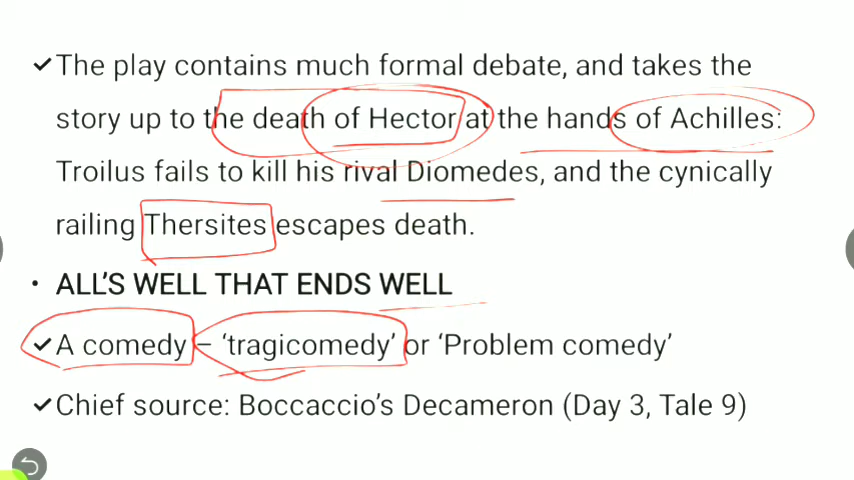 ✓The play contains much formal debate, and takes the
story up to the death of Hector at the hands of Achilles:
Troilus fails to kill his rival Diomedes, and the cynically
railing Thersites escapes death.
• ALL'S WELL THAT ENDS WELL
✓A comedy – 'tragicomedy' or 'Problem comedy'
✓Chief source: Boccaccio's Decameron (Day 3, Tale 9)